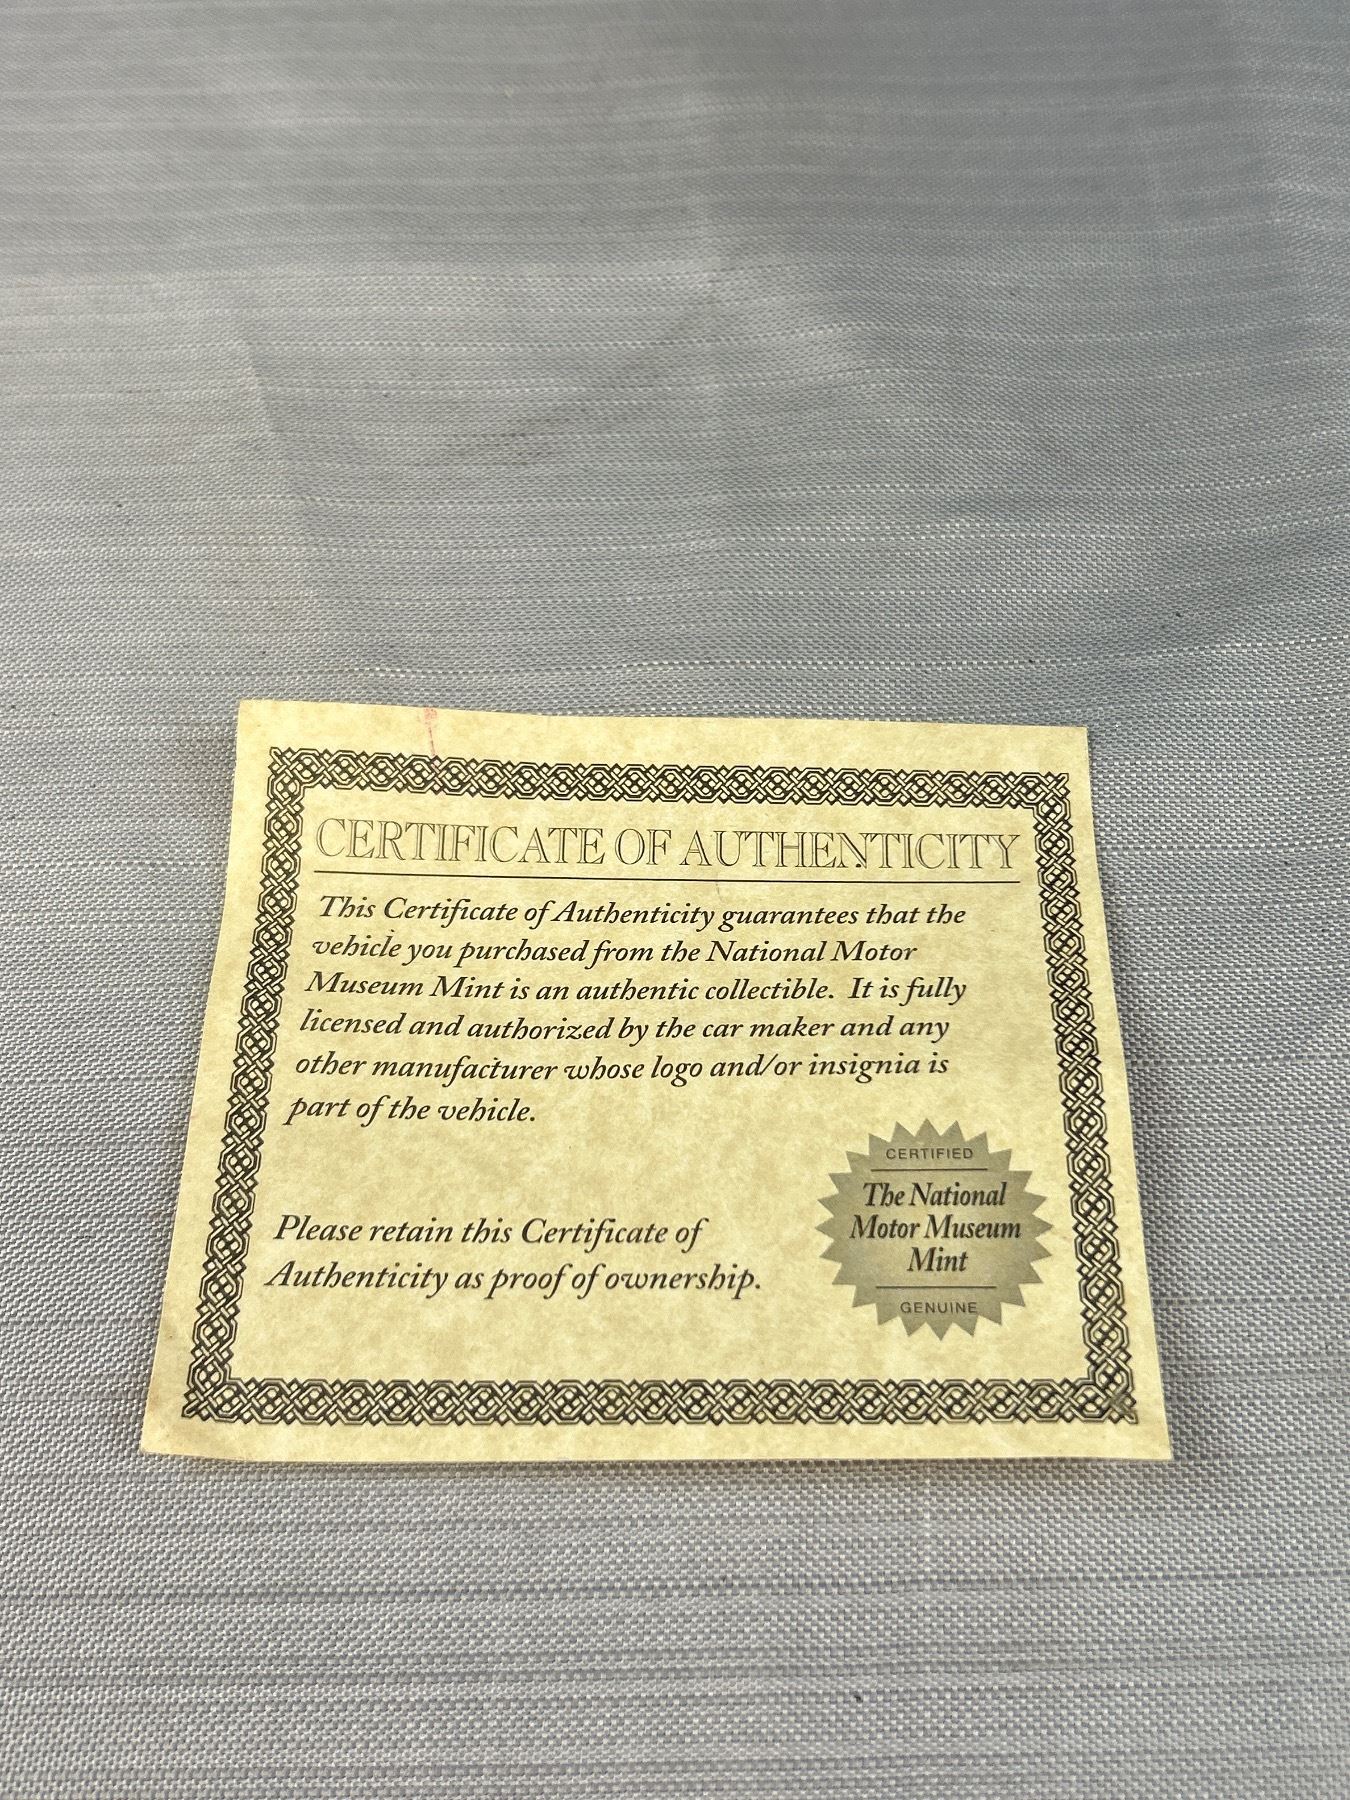 CERTIFICATE OF AUTHENTICITY
This Certificate of Authenticity guarantees that the
vehicle you purchased from the National Motor
Museum Mint is an authentic collectible. It is fully
licensed and authorized by the car maker and any
other manufacturer whose logo and/or insignia is
part of the vehicle.
Please retain this Certificate of
Authenticity as proof of ownership.
CERTIFIED
The National
Motor Museum
Mint
GENUINE